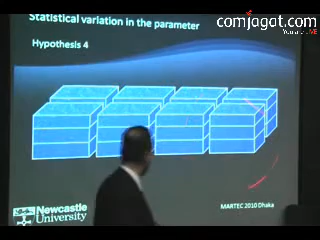 Statistical variation in the parameter
comjagat.com
Hypothesis 4
MARTEC 2010 Dhaka
Newcastle
University